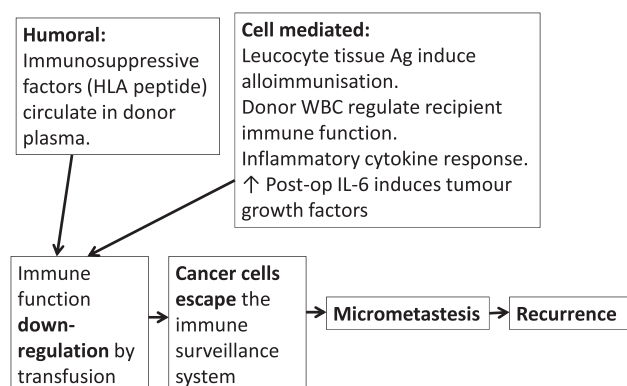 Humoral:
Immunosuppressive
factors (HLA peptide)
circulate in donor
plasma.
Cell mediated:
Leucocyte tissue Ag induce
alloimmunisation.
Donor WBC regulate recipient
immune function.
Inflammatory cytokine response.
↑ Post-op IL-6 induces tumour
growth factors
Immune
function
down-
regulation by
transfusion
Cancer cells
escape the
immune
surveillance
system
Micrometastesis
Recurrence